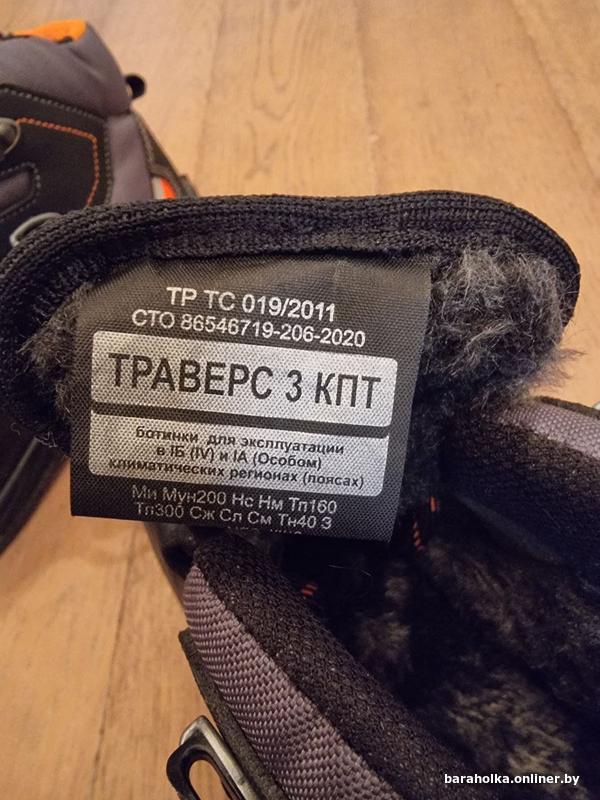 ТР ТС 019/2011
СТО 86546719-206-2020
ТРАВЕРС 3 КПТ
ботинки для эксплуатации
в IБ (IV) и IA (Особом)
климатических регионах (поясах)
Ми Мун200 Нс Нм Тп160
Тп300 Сж Сл См Тн40 З
baraholka.onliner.by